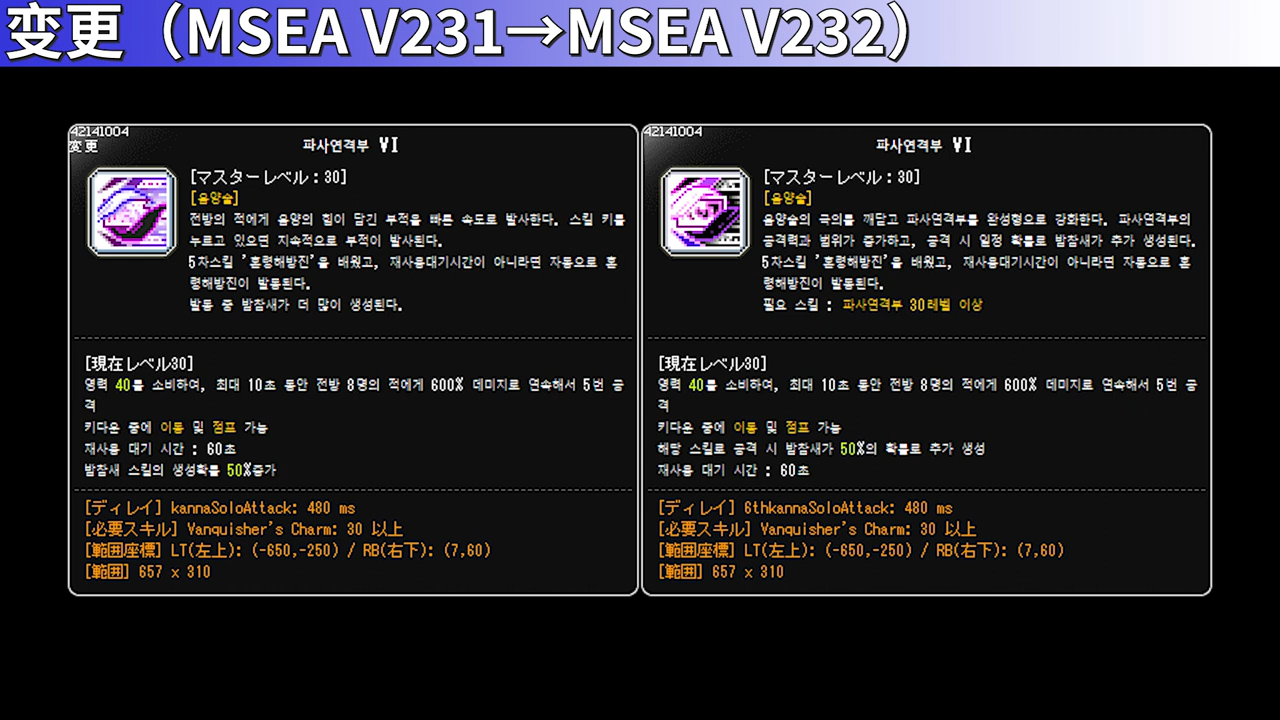 変更（MSEA V231→MSEA V232）
42141004
変更
파사연격부 VI
[マスターレベル：30]
[음양술]
전방의 적에게 음양의 힘이 담긴 부적을 빠른 속도로 발사한다. 스킬 키를
누르고 있으면 지속적으로 부적이 발사된다.
5차스킬 '혼령해방진'을 배웠고, 재사용대기시간이 아니라면 자동으로 혼
령해방진이 발동된다.
발동 중 밤참새가 더 많이 생성된다.
[現在レベル30]
영력 40를 소비하여, 최대 10초 동안 전방 8명의 적에게 600% 데미지로 연속해서 5번 공
격
키다운 중에 이동 및 점프 가능
재사용 대기 시간 : 60초
밤참새 스킬의 생성확률 50%증가
[ディレイ] kannaSoloAttack: 480 ms
[必要スキル] Vanquisher's Charm: 30 以上
[範囲座標] LT(左上): (-650,-250) / RB(右下): (7,60)
[範囲] 657 x 310
42141004
파사연격부 VI
[マスターレベル：30]
[음양술]
음양술의 극의를 깨닫고 파사연격부를 완성형으로 강화한다. 파사연격부의
공격력과 범위가 증가하고, 공격 시 일정 확률로 밤참새가 추가 생성된다.
5차스킬 '혼령해방진'을 배웠고, 재사용대기시간이 아니라면 자동으로 혼
령해방진이 발동된다.
필요 스킬 : 파사연격부 30레벨 이상
[現在レベル30]
영력 40를 소비하여, 최대 10초 동안 전방 8명의 적에게 600% 데미지로 연속해서 5번 공
격
키다운 중에 이동 및 점프 가능
해당 스킬로 공격 시 밤참새가 50%의 확률로 추가 생성
재사용 대기 시간 : 60초
[ディレイ] 6thkannaSoloAttack: 480 ms
[必要スキル] Vanquisher's Charm: 30 以上
[範囲座標] LT(左上): (-650,-250) / RB(右下): (7,60)
[範囲] 657 x 310